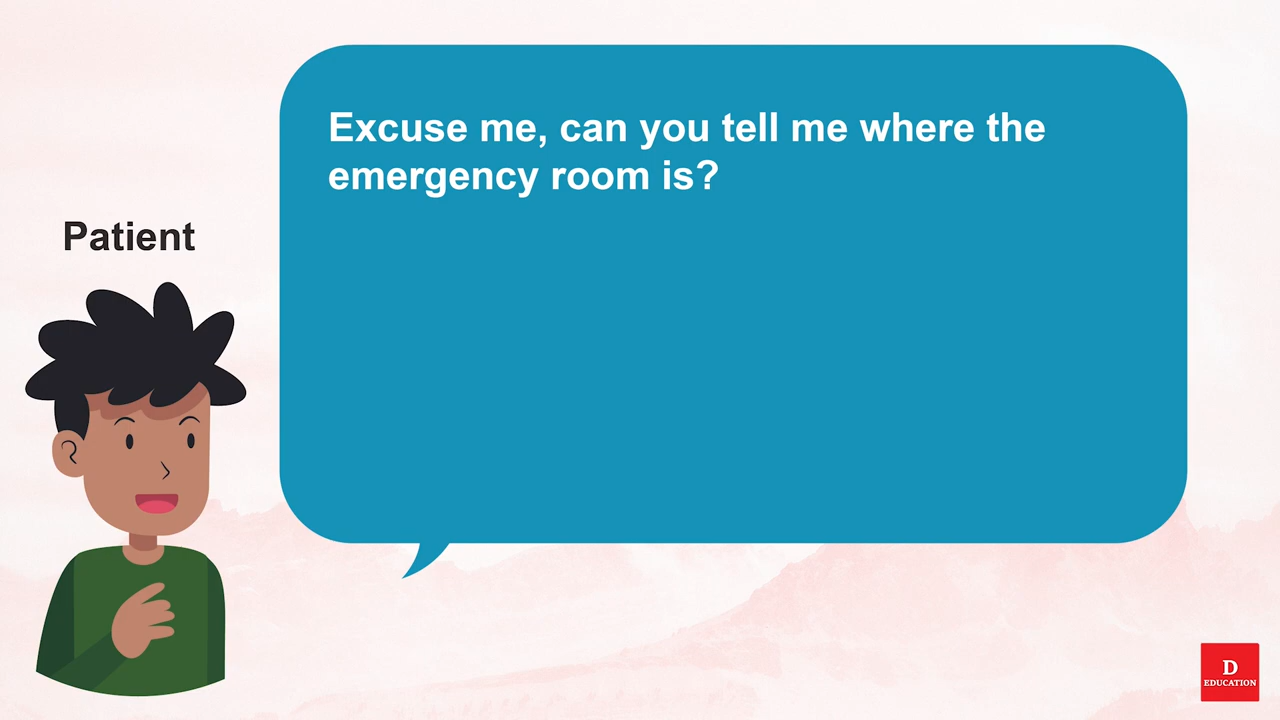 Excuse me, can you tell me where the
emergency room is?
Patient
D
EDUCATION